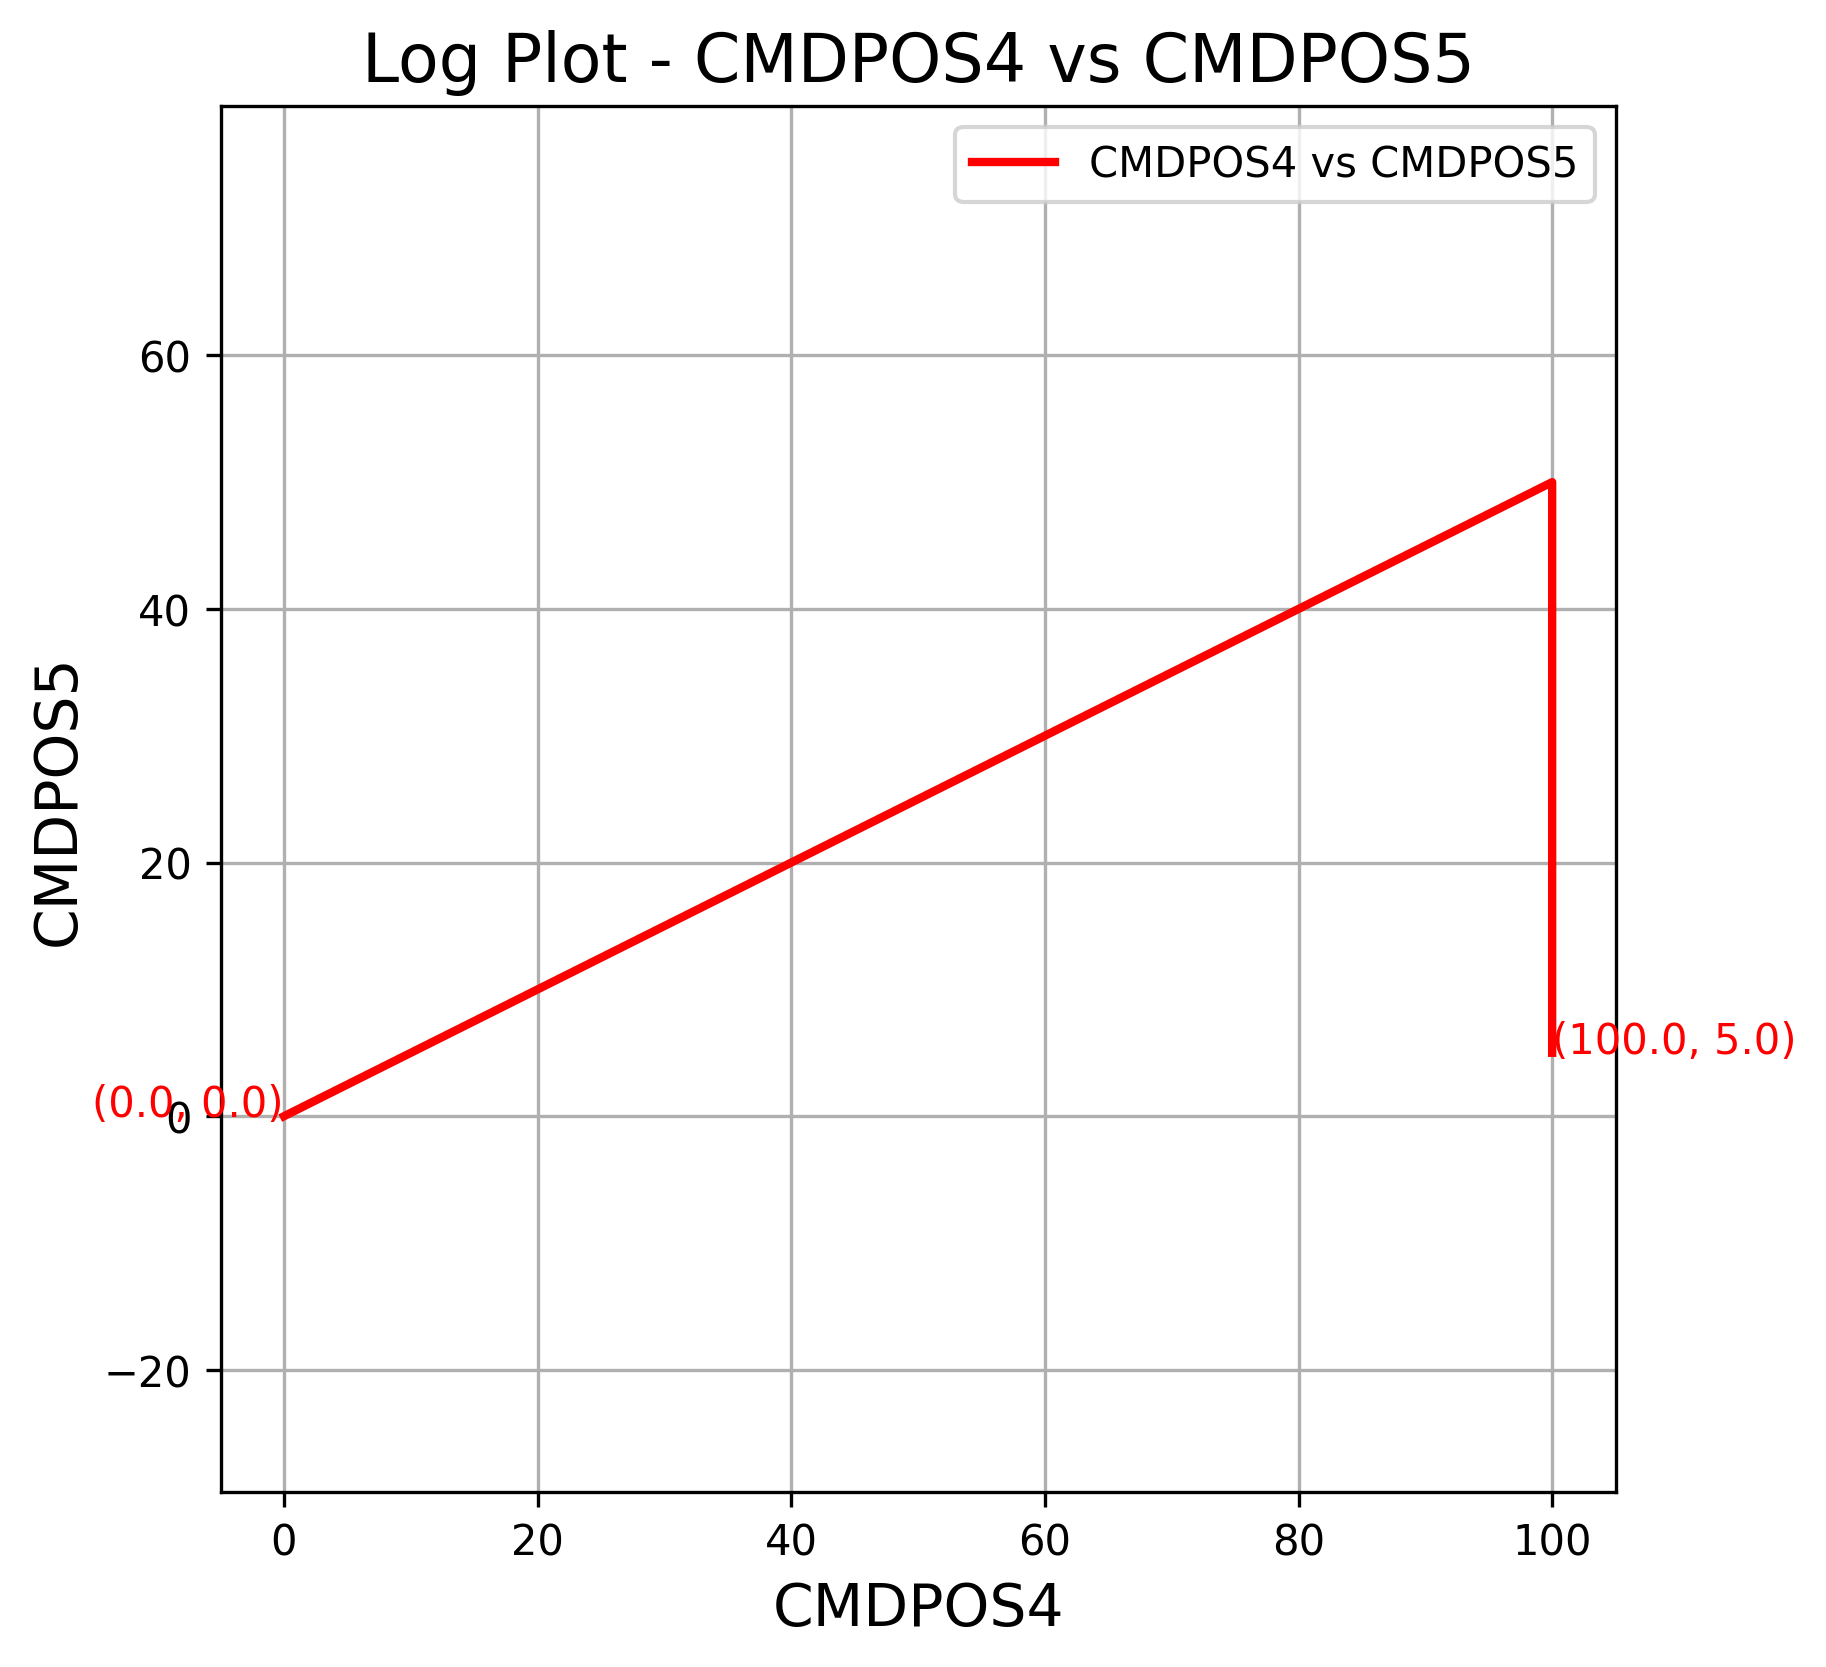 Log Plot - CMDPOS4 vs CMDPOS5
CMDPOS4 vs CMDPOS5
CMDPOS5
60
40
20
0
−20
(0.0, 0.0)
(100.0, 5.0)
0 20 40 60 80 100
CMDPOS4